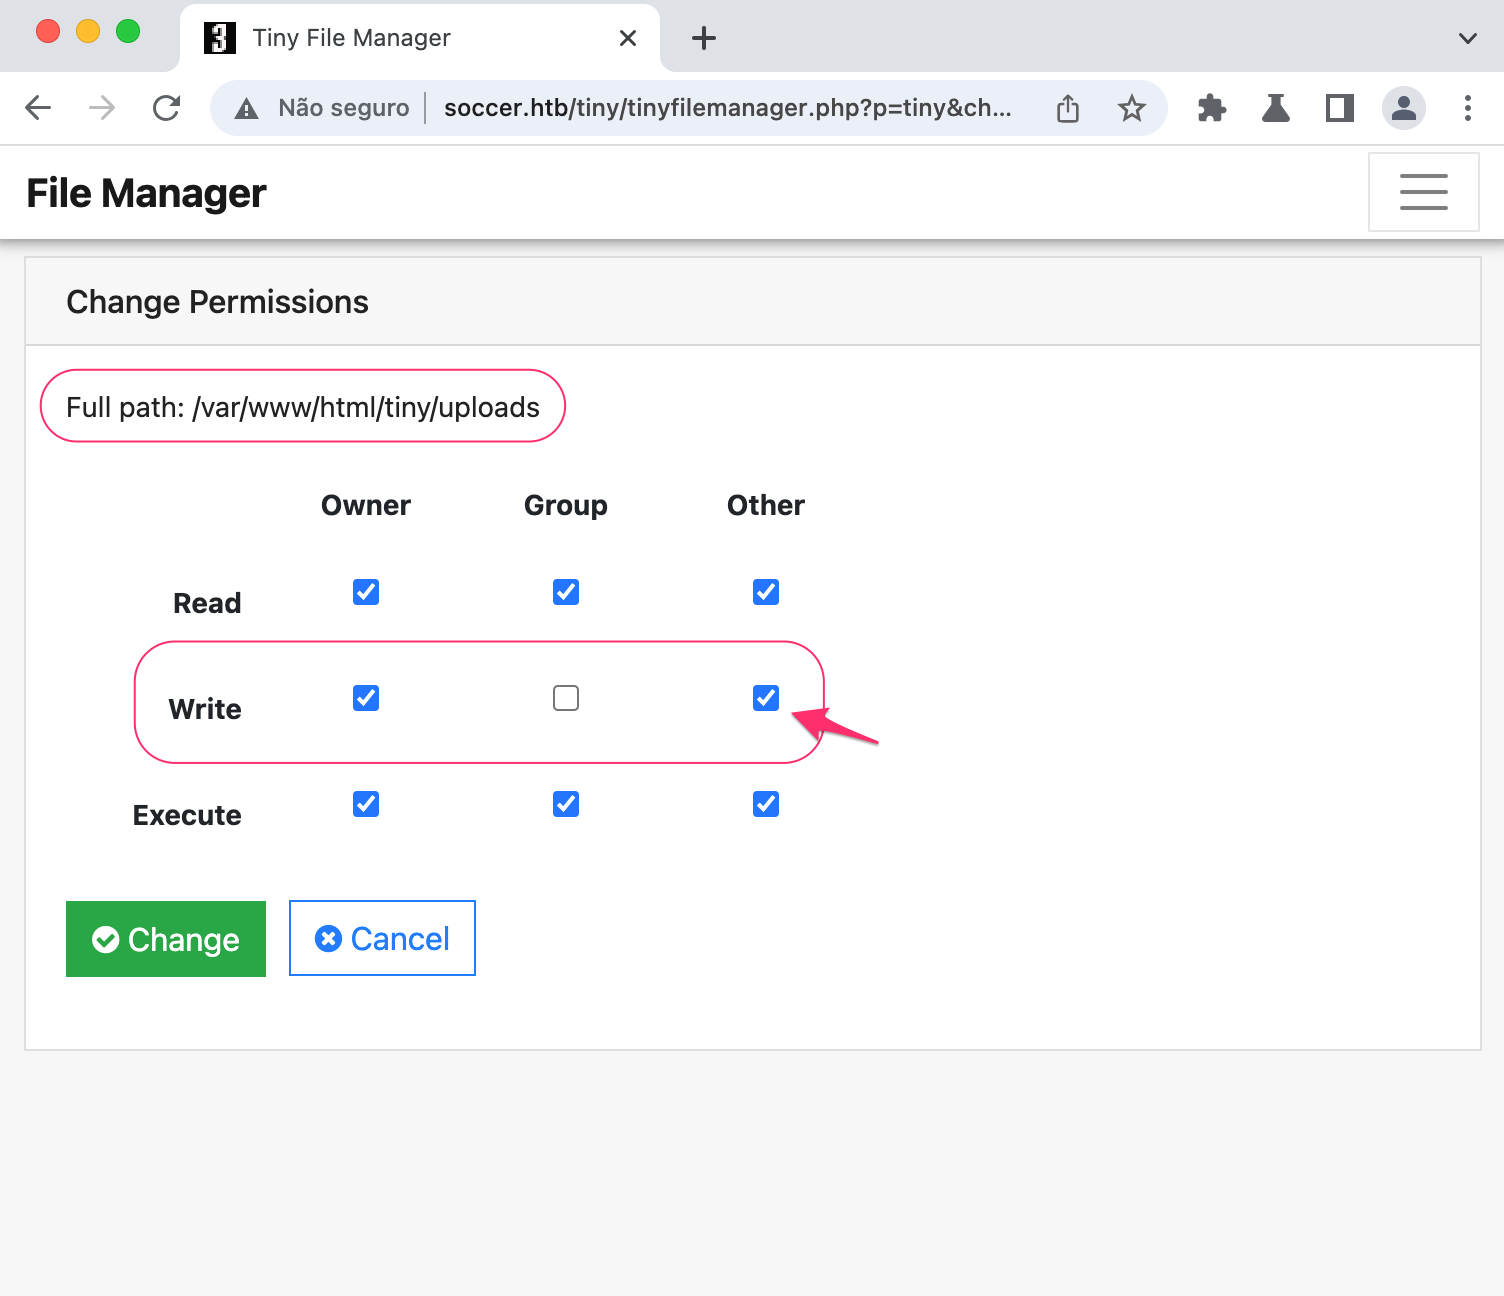 Tiny File Manager
Não seguro soccer.htb/tiny/tinyfilemanager.php?p=tiny&ch...
File Manager
Change Permissions
Full path: /var/www/html/tiny/uploads
Owner Group Other
Read
Write
Execute
Change Cancel